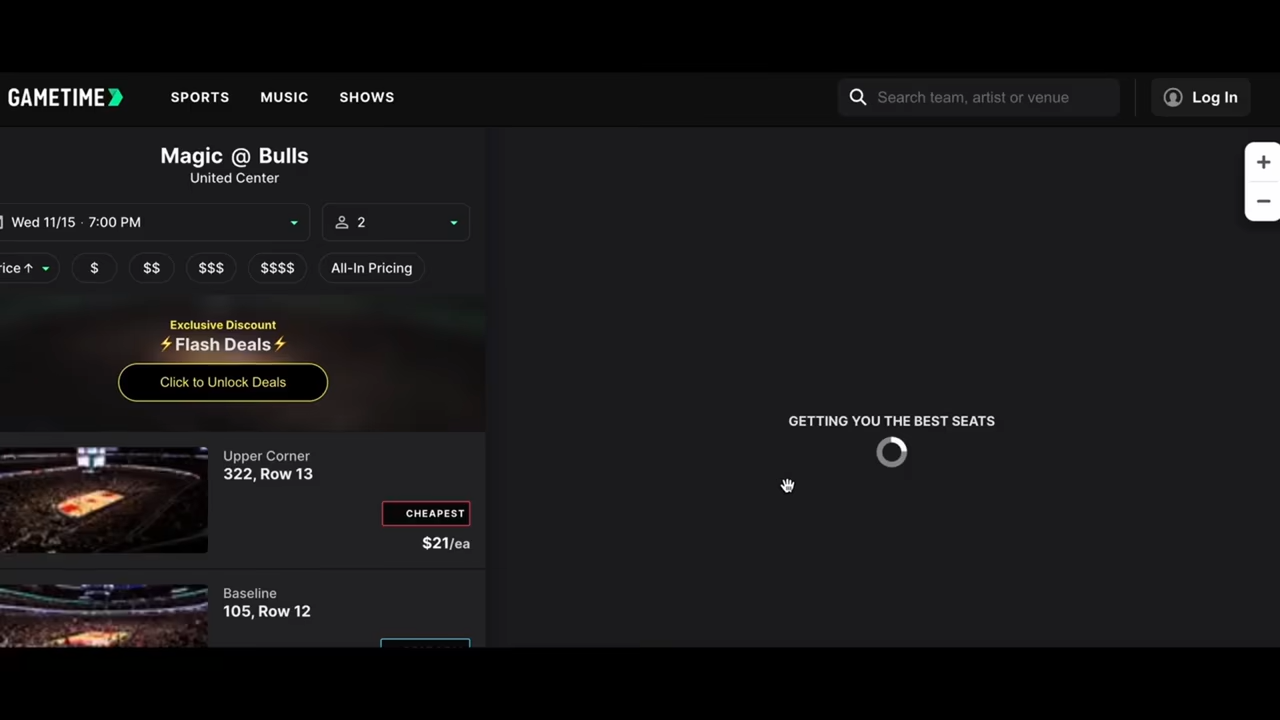 GAMETIME
SPORTS
MUSIC
SHOWS
Search team, artist or venue
Log In
Magic @ Bulls
United Center
Wed 11/15 · 7:00 PM
2
rice ↑
$
$$
$$$
$$$$
All-In Pricing
Exclusive Discount
⚡Flash Deals⚡
Click to Unlock Deals
Upper Corner
322, Row 13
CHEAPEST
$21/ea
Baseline
105, Row 12
GETTING YOU THE BEST SEATS
+
−